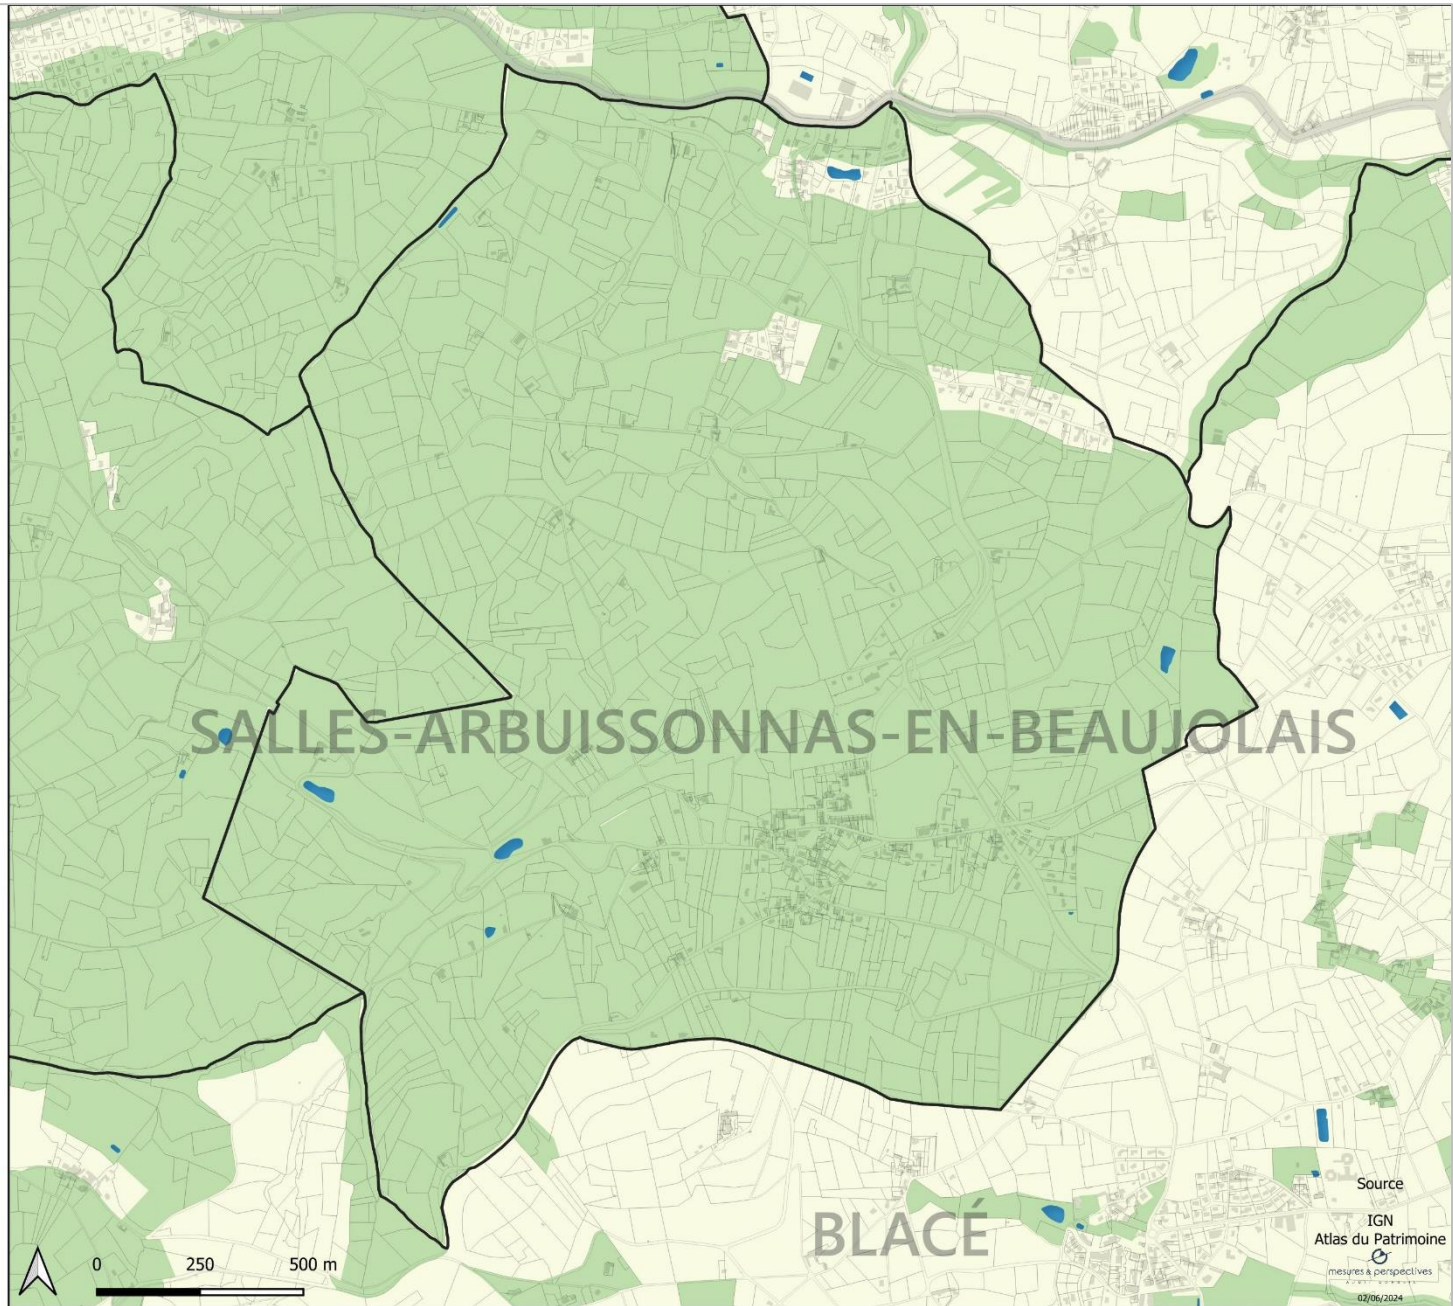 SALLES-ARBUISSONNAS-EN-BEAUJOLAIS
BLACÉ
Source
IGN
Atlas du Patrimoine
mesures & perspectives
02/06/2024
0 250 500 m